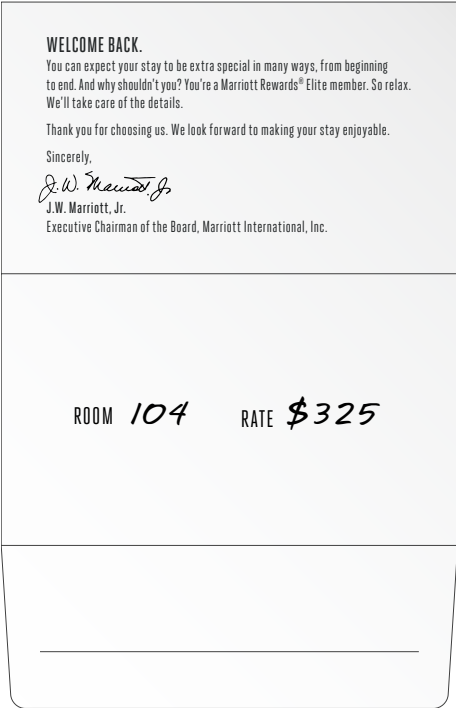 WELCOME BACK.
You can expect your stay to be extra special in many ways, from beginning
to end. And why shouldn't you? You're a Marriott Rewards® Elite member. So relax.
We'll take care of the details.
Thank you for choosing us. We look forward to making your stay enjoyable.
Sincerely,
J.W. Marriott, Jr
J.W. Marriott, Jr.
Executive Chairman of the Board, Marriott International, Inc.
ROOM 104 RATE $325